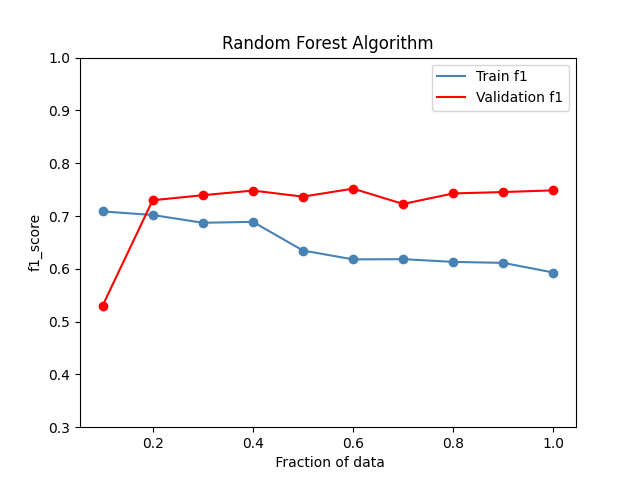 Random Forest Algorithm
Train f1
Validation f1
1.0
0.9
0.8
0.7
0.6
0.5
0.4
0.3
f1_score
0.2 0.4 0.6 0.8 1.0
Fraction of data